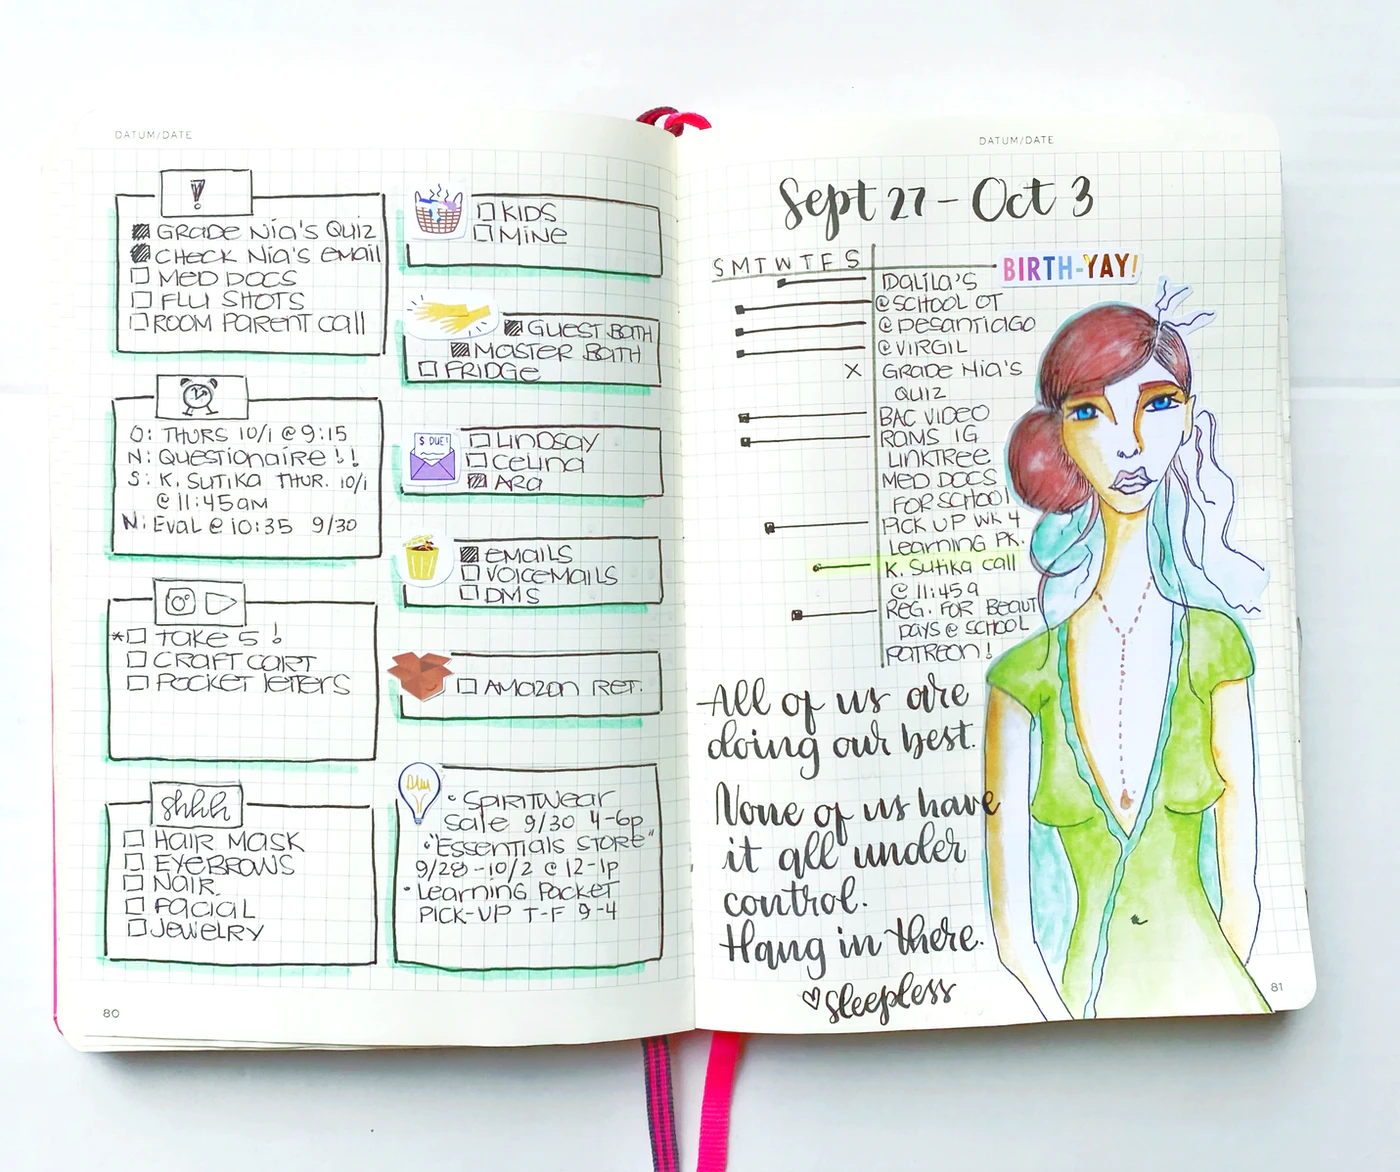 DATUM/DATE
!
GRADE Nia's QUIZ
CHECK Nia's EMAIL
MED DOCS
FLU SHOTS
ROOM PARENT CALL
O: THURS 10/1 @ 9:15
N: QUESTIONAIRE !!
S: K. SUTIKA THUR. 10/1
@ 11:45AM
N: EVAL @ 10:35 9/30
* TAKE 5!
CRAFT CART
POCKET LETTERS
shhh
HAIR MASK
EYEBROWS
NAIR
FACIAL
JEWELRY
80
KIDS
MINE
GUEST BATH
MASTER BATH
FRIDGE
$ DUE!
LINDSAY
CELINA
ARA
EMAILS
VOICEMAILS
DMS
AMAZON RET.
• SPIRITWEAR
SALE 9/30 4-6p
• "ESSENTIALS STORE"
9/28 - 10/2 @ 12-1p
• LEARNING PACKET
PICK-UP T-F 9-4
DATUM/DATE
Sept 27 - Oct 3
S M T W T F S
BIRTH-YAY!
DALILA'S
@ SCHOOL OT
@ DESANTIAGO
@ VIRGIL
X GRADE Nia's
QUIZ
BAC VIDEO
ROMS IG
LINKTREE
MED DOCS
FOR SCHOOL
PICK UP WK 4
LEARNING PK.
K. SUTIKA CALL
@ 11:45a
REG. FOR BEAUT
DAYS @ SCHOOL
PATREON!
All of us are
doing our best.
None of us have
it all under
control.
Hang in there.
♡ sleepless
81